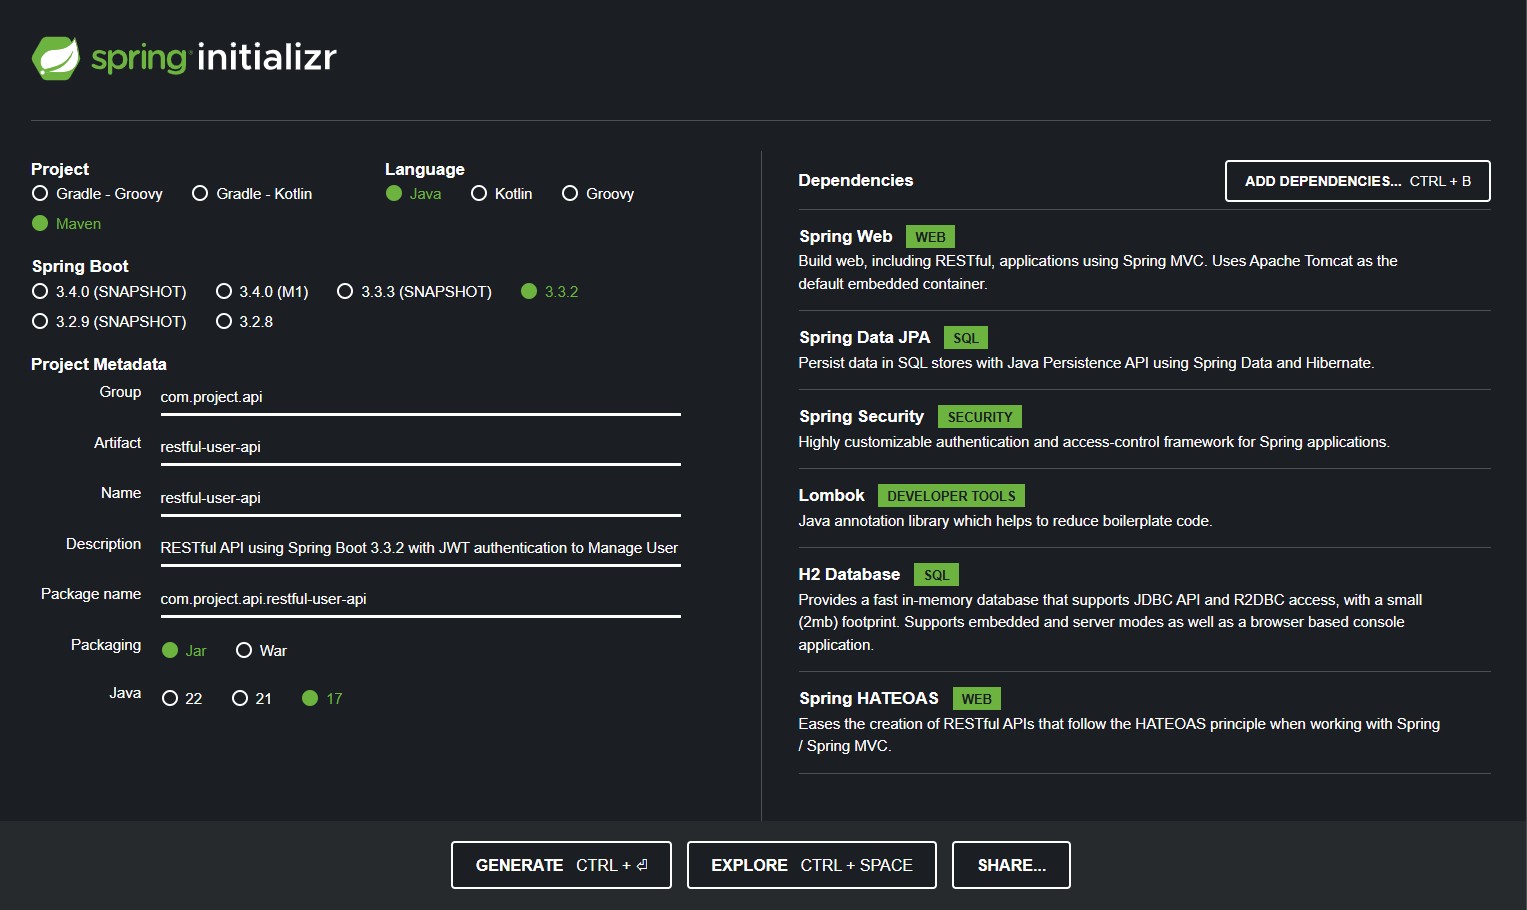 spring initializr
Project
Gradle - Groovy Gradle - Kotlin
Maven
Language
Java Kotlin Groovy
Spring Boot
3.4.0 (SNAPSHOT) 3.4.0 (M1) 3.3.3 (SNAPSHOT) 3.3.2
3.2.9 (SNAPSHOT) 3.2.8
Project Metadata
Group com.project.api
Artifact restful-user-api
Name restful-user-api
Description RESTful API using Spring Boot 3.3.2 with JWT authentication to Manage User
Package name com.project.api.restful-user-api
Packaging Jar War
Java 22 21 17
Dependencies
ADD DEPENDENCIES... CTRL + B
Spring Web WEB
Build web, including RESTful, applications using Spring MVC. Uses Apache Tomcat as the
default embedded container.
Spring Data JPA SQL
Persist data in SQL stores with Java Persistence API using Spring Data and Hibernate.
Spring Security SECURITY
Highly customizable authentication and access-control framework for Spring applications.
Lombok DEVELOPER TOOLS
Java annotation library which helps to reduce boilerplate code.
H2 Database SQL
Provides a fast in-memory database that supports JDBC API and R2DBC access, with a small
(2mb) footprint. Supports embedded and server modes as well as a browser based console
application.
Spring HATEOAS WEB
Eases the creation of RESTful APIs that follow the HATEOAS principle when working with Spring
/ Spring MVC.
GENERATE CTRL + ⏎
EXPLORE CTRL + SPACE
SHARE...